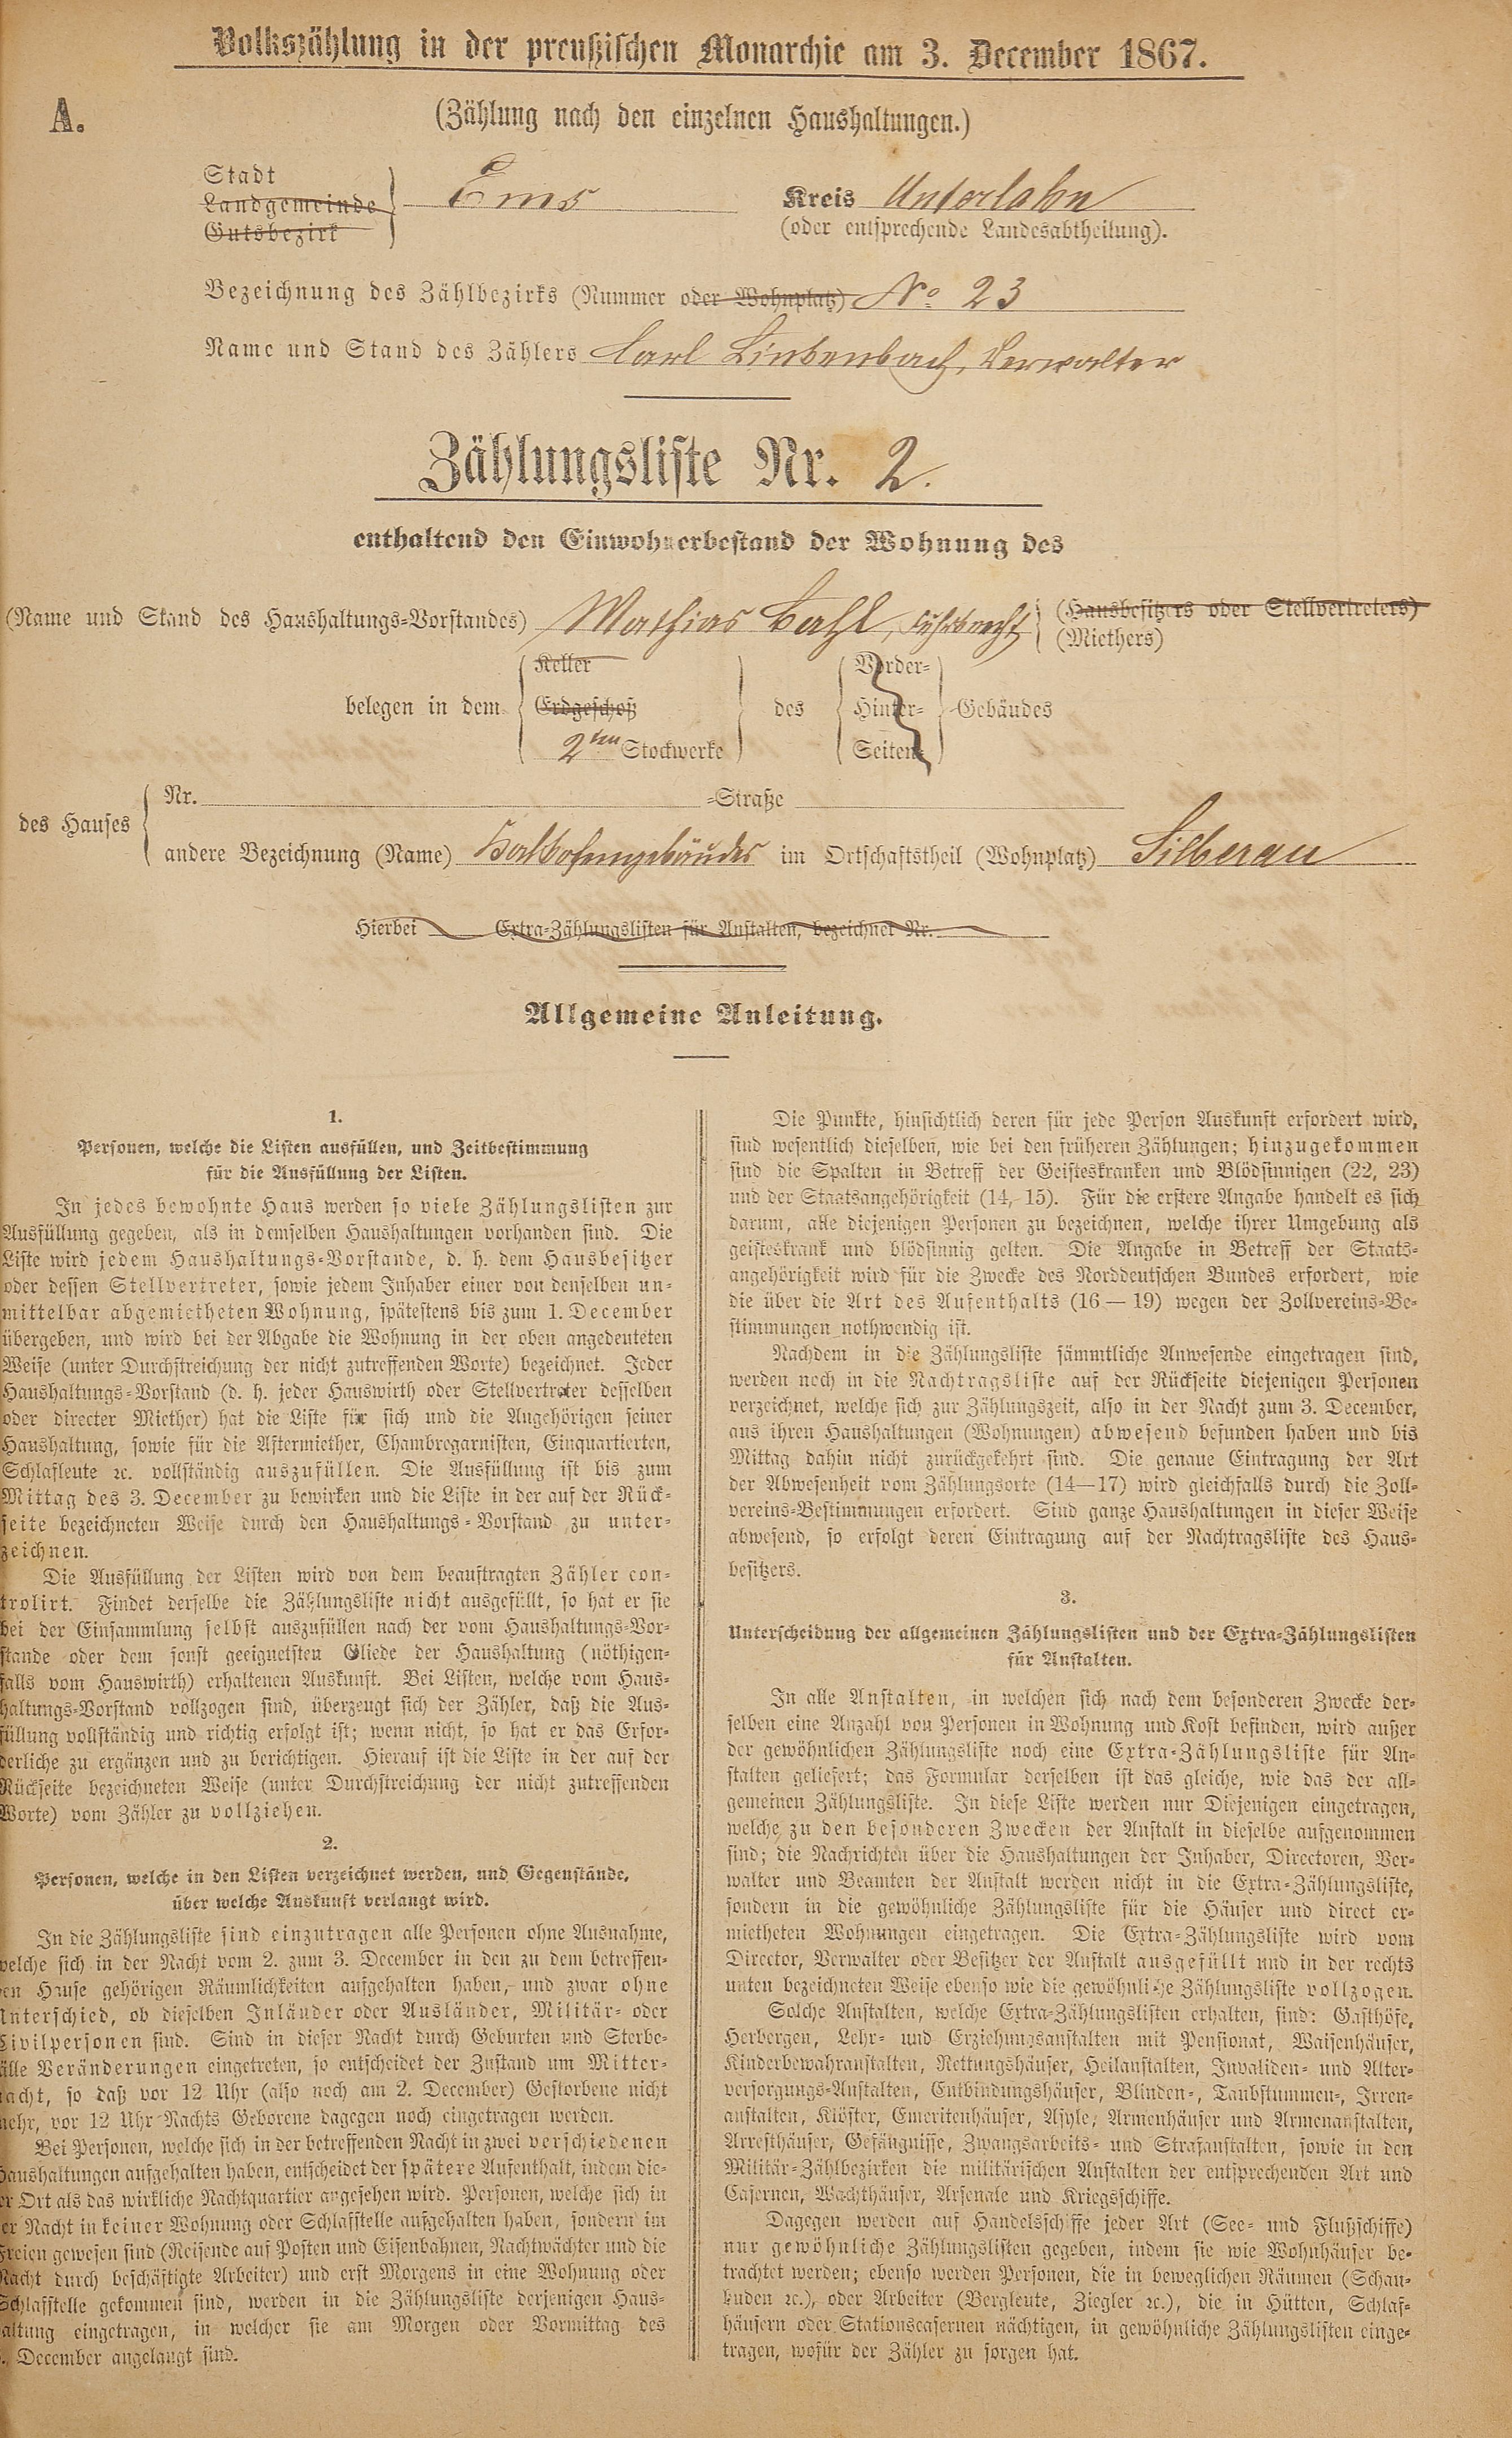 Volkszählung in der preußischen Monarchie am 3. December 1867.
A.
(Zählung nach den einzelnen Haushaltungen.)
Stadt
Landgemeinde
Gutsbezirk
Ems
Kreis Unterlahn
(oder entsprechende Landesabtheilung).
Bezeichnung des Zählbezirks (Nummer oder Wohnplatz) No 23
Name und Stand des Zählers Carl Linkenbach, Verwalter
Zählungsliste Nr. 2.
enthaltend den Einwohnerbestand der Wohnung des
(Name und Stand des Haushaltungs-Vorstandes) Mathias Bahl, Fuhrknecht
(Hausbesitzers oder Stellvertreters)
(Miethers)
belegen in dem
Keller
Erdgeschoß
2ten Stockwerke
des
Vorder-
Hinter-
Seiten-
Gebäudes
des Hauses
Nr. -Straße
andere Bezeichnung (Name) im Ortschaftstheil (Wohnplatz) Silberau
Hierbei Extra-Zählungslisten für Anstalten, bezeichnet Nr.
Allgemeine Anleitung.
1.
Personen, welche die Listen ausfüllen, und Zeitbestimmung
für die Ausfüllung der Listen.
In jedes bewohnte Haus werden so viele Zählungslisten zur
Ausfüllung gegeben, als in demselben Haushaltungen vorhanden sind. Die
Liste wird jedem Haushaltungs-Vorstande, d. h. dem Hausbesitzer
oder dessen Stellvertreter, sowie jedem Inhaber einer von denselben un-
mittelbar abgemietheten Wohnung, spätestens bis zum 1. December
übergeben, und wird bei der Abgabe die Wohnung in der oben angedeuteten
Weise (unter Durchstreichung der nicht zutreffenden Worte) bezeichnet. Jeder
Haushaltungs-Vorstand (d. h. jeder Hauswirth oder Stellvertreter desselben
oder directer Miether) hat die Liste für sich und die Angehörigen seiner
Haushaltung, sowie für die Aftermiether, Chambregarnisten, Einquartierten,
Schlafleute ꝛc. vollständig auszufüllen. Die Ausfüllung ist bis zum
Mittag des 3. December zu bewirken und die Liste in der auf der Rück-
seite bezeichneten Weise durch den Haushaltungs-Vorstand zu unter-
zeichnen.
Die Ausfüllung der Listen wird von dem beauftragten Zähler con-
trolirt. Findet derselbe die Zählungsliste nicht ausgefüllt, so hat er sie
bei der Einsammlung selbst auszufüllen nach der vom Haushaltungs-Vor-
stande oder dem sonst geeignetsten Gliede der Haushaltung (nöthigen-
falls vom Hauswirth) erhaltenen Auskunft. Bei Listen, welche vom Haus-
haltungs-Vorstand vollzogen sind, überzeugt sich der Zähler, daß die Aus-
füllung vollständig und richtig erfolgt ist; wenn nicht, so hat er das Erfor-
derliche zu ergänzen und zu berichtigen. Hierauf ist die Liste in der auf der
Rückseite bezeichneten Weise (unter Durchstreichung der nicht zutreffenden
Worte) vom Zähler zu vollziehen.
2.
Personen, welche in den Listen verzeichnet werden, und Gegenstände,
über welche Auskunft verlangt wird.
In die Zählungsliste sind einzutragen alle Personen ohne Ausnahme,
welche sich in der Nacht vom 2. zum 3. December in den zu dem betreffen-
den Hause gehörigen Räumlichkeiten aufgehalten haben, und zwar ohne
Unterschied, ob dieselben Inländer oder Ausländer, Militär- oder
Civilpersonen sind. Sind in dieser Nacht durch Geburten und Sterbe-
fälle Veränderungen eingetreten, so entscheidet der Zustand um Mitter-
nacht, so daß vor 12 Uhr (also noch am 2. December) Gestorbene nicht
mehr, vor 12 Uhr Nachts Geborene dagegen noch eingetragen werden.
Bei Personen, welche sich in der betreffenden Nacht in zwei verschiedenen
Haushaltungen aufgehalten haben, entscheidet der spätere Aufenthalt, indem die-
ser Ort als das wirkliche Nachtquartier angesehen wird. Personen, welche sich in
der Nacht in keiner Wohnung oder Schlafstelle aufgehalten haben, sondern im
Freien gewesen sind (Reisende auf Posten und Eisenbahnen, Nachtwächter und die
Nacht durch beschäftigte Arbeiter) und erst Morgens in eine Wohnung oder
Schlafstelle gekommen sind, werden in die Zählungsliste derjenigen Haus-
haltung eingetragen, in welcher sie am Morgen oder Vormittag des
3. December angelangt sind.
Die Punkte, hinsichtlich deren für jede Person Auskunft erfordert wird,
sind wesentlich dieselben, wie bei den früheren Zählungen; hinzugekommen
sind die Spalten in Betreff der Geisteskranken und Blödsinnigen (22, 23)
und der Staatsangehörigkeit (14, 15). Für die erstere Angabe handelt es sich
darum, alle diejenigen Personen zu bezeichnen, welche ihrer Umgebung als
geisteskrank und blödsinnig gelten. Die Angabe in Betreff der Staats-
angehörigkeit wird für die Zwecke des Norddeutschen Bundes erfordert, wie
die über die Art des Aufenthalts (16—19) wegen der Zollvereins-Be-
stimmungen nothwendig ist.
Nachdem in die Zählungsliste sämmtliche Anwesende eingetragen sind,
werden noch in die Nachtragsliste auf der Rückseite diejenigen Personen
verzeichnet, welche sich zur Zählungszeit, also in der Nacht zum 3. December,
aus ihren Haushaltungen (Wohnungen) abwesend befunden haben und bis
Mittag dahin nicht zurückgekehrt sind. Die genaue Eintragung der Art
der Abwesenheit vom Zählungsorte (14—17) wird gleichfalls durch die Zoll-
vereins-Bestimmungen erfordert. Sind ganze Haushaltungen in dieser Weise
abwesend, so erfolgt deren Eintragung auf der Nachtragsliste des Haus-
besitzers.
3.
Unterscheidung der allgemeinen Zählungslisten und der Extra-Zählungslisten
für Anstalten.
In alle Anstalten, in welchen sich nach dem besonderen Zwecke der-
selben eine Anzahl von Personen in Wohnung und Kost befinden, wird außer
der gewöhnlichen Zählungsliste noch eine Extra-Zählungsliste für An-
stalten geliefert; das Formular derselben ist das gleiche, wie das der all-
gemeinen Zählungsliste. In diese Liste werden nur Diejenigen eingetragen,
welche zu den besonderen Zwecken der Anstalt in dieselbe aufgenommen
sind; die Nachrichten über die Haushaltungen der Inhaber, Directoren, Ver-
walter und Beamten der Anstalt werden nicht in die Extra-Zählungsliste,
sondern in die gewöhnliche Zählungsliste für die Häuser und direct er-
mietheten Wohnungen eingetragen. Die Extra-Zählungsliste wird vom
Director, Verwalter oder Besitzer der Anstalt ausgefüllt und in der rechts
unten bezeichneten Weise ebenso wie die gewöhnliche Zählungsliste vollzogen.
Solche Anstalten, welche Extra-Zählungslisten erhalten, sind: Gasthöfe,
Herbergen, Lehr- und Erziehungsanstalten mit Pensionat, Waisenhäuser,
Kinderbewahranstalten, Rettungshäuser, Heilanstalten, Invaliden- und Alter-
versorgungs-Anstalten, Entbindungshäuser, Blinden-, Taubstummen-, Irren-
anstalten, Klöster, Emeritenhäuser, Asyle, Armenhäuser und Armenanstalten,
Arresthäuser, Gefängnisse, Zwangsarbeits- und Strafanstalten, sowie in den
Militär-Zählbezirken die militärischen Anstalten der entsprechenden Art und
Casernen, Wachthäuser, Arsenale und Kriegsschiffe.
Dagegen werden auf Handelsschiffe jeder Art (See- und Flußschiffe)
nur gewöhnliche Zählungslisten gegeben, indem sie wie Wohnhäuser be-
trachtet werden; ebenso werden Personen, die in beweglichen Räumen (Schau-
buden ꝛc.), oder Arbeiter (Bergleute, Ziegler ꝛc.), die in Hütten, Schlaf-
häusern oder Stationscasernen nächtigen, in gewöhnliche Zählungslisten einge-
tragen, wofür der Zähler zu sorgen hat.